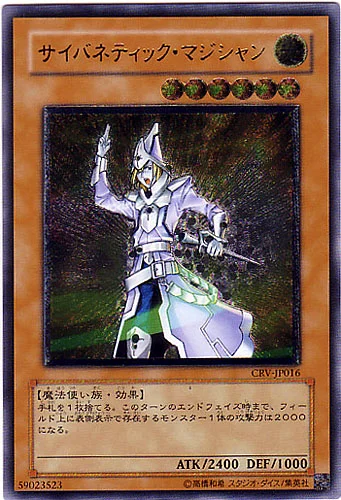 サイバネティック・マジシャン
CRV-JP016
【魔法使い族・効果】
手札を1枚捨てる。このターンのエンドフェイズ時まで、フィー
ルド上に表側表示で存在するモンスター1体の攻撃力は2000
になる。
ATK/2400 DEF/1000
59023523
©高橋和希 スタジオ・ダイス/集英社